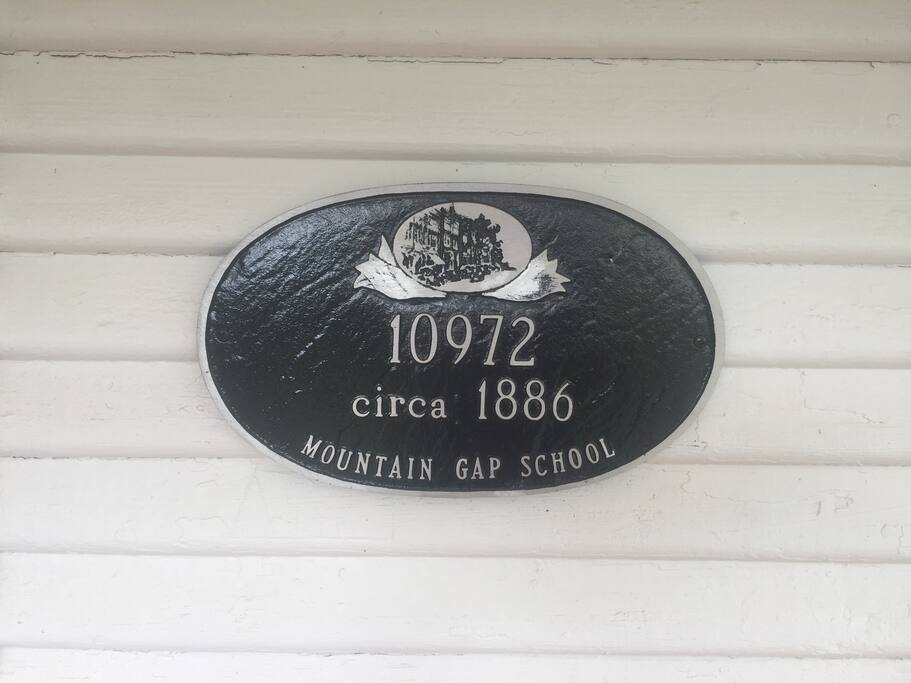 10972
circa 1886
MOUNTAIN GAP SCHOOL